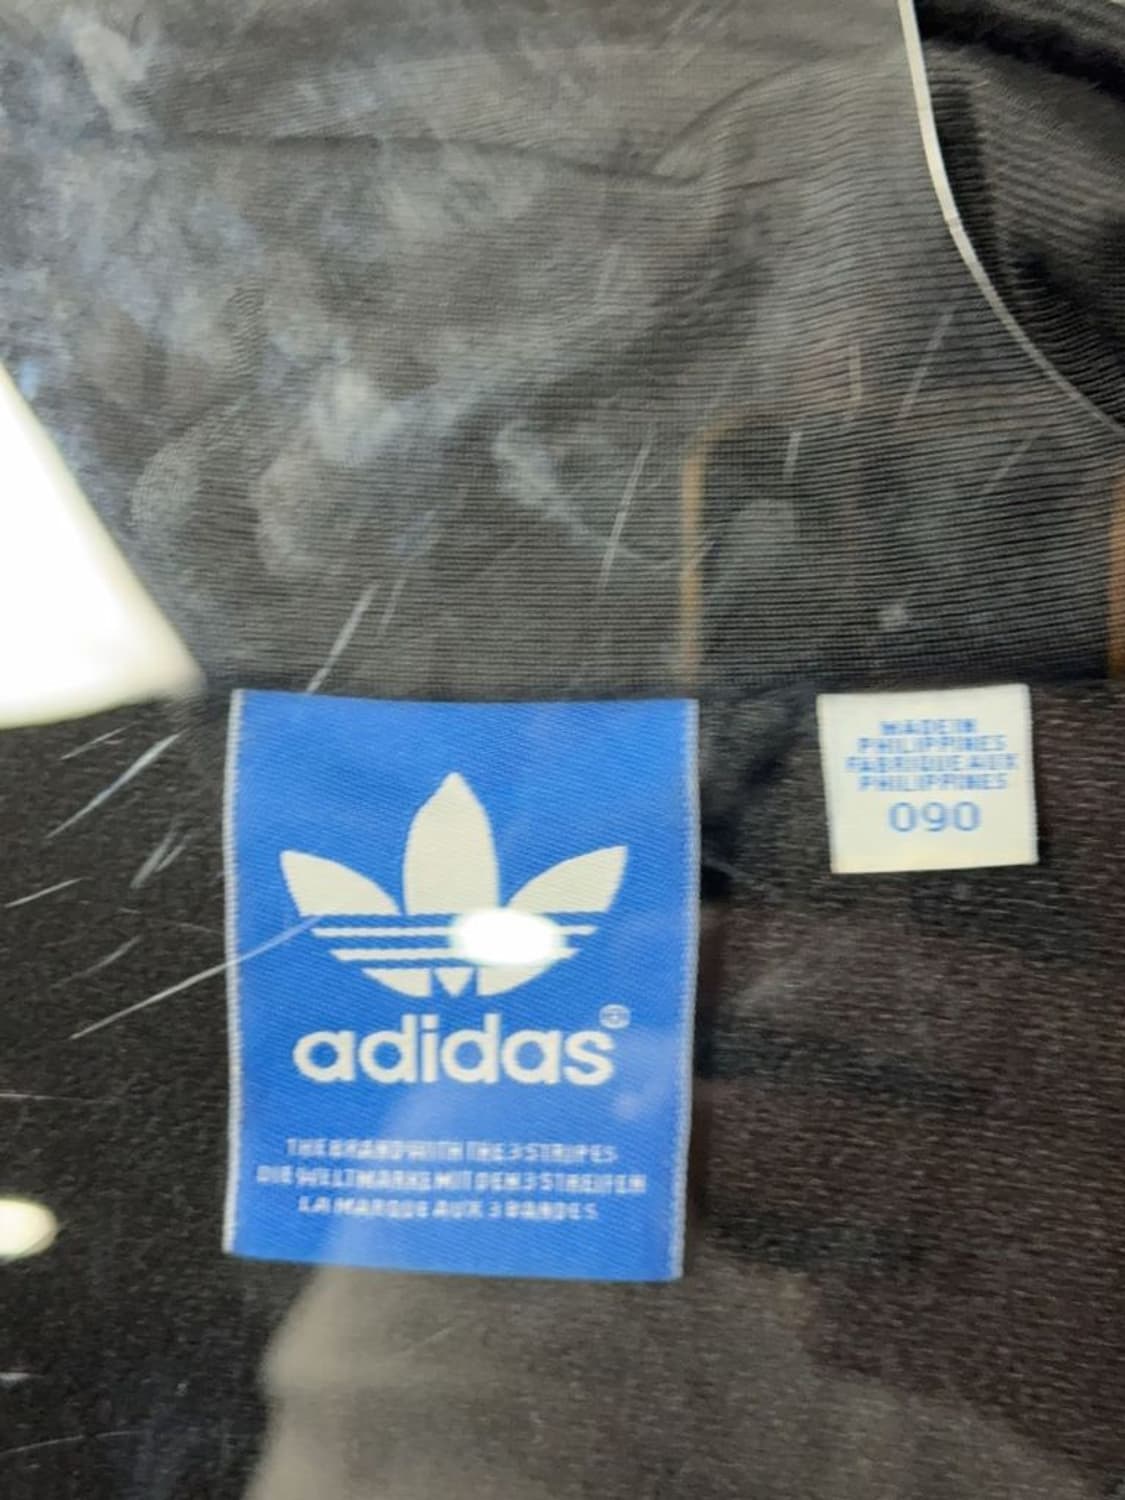 adidas®
THE BRAND WITH THE 3 STRIPES
DIE WELTMARKE MIT DEN 3 STREIFEN
LA MARQUE AUX 3 BANDES
MADE IN
PHILIPPINES
FABRIQUE AUX
PHILIPPINES
090